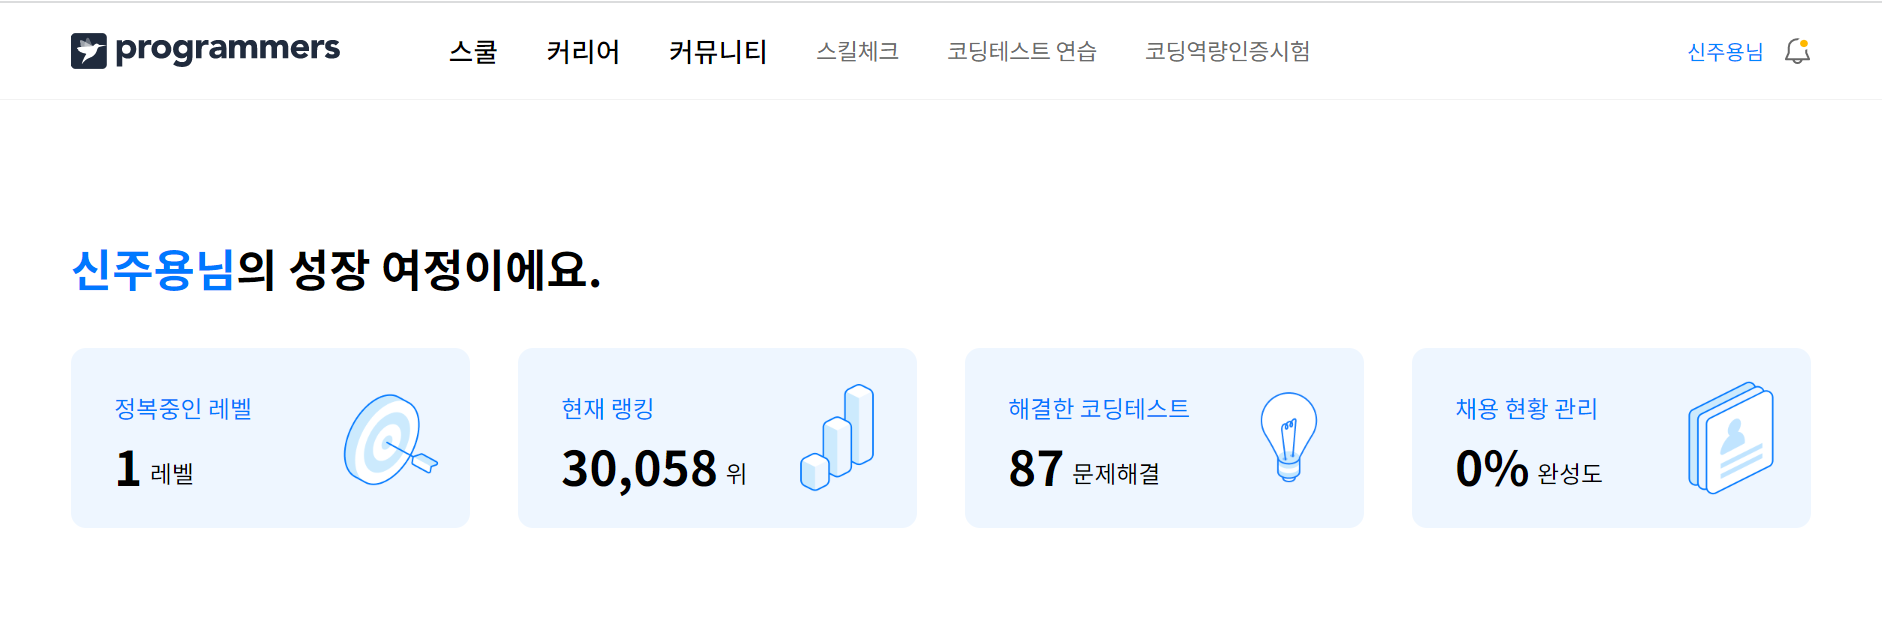 programmers 스쿨 커리어 커뮤니티 스킬체크 코딩테스트 연습 코딩역량인증시험 신주용님
신주용님의 성장 여정이에요.
정복중인 레벨
1 레벨
현재 랭킹
30,058 위
해결한 코딩테스트
87 문제해결
채용 현황 관리
0% 완성도